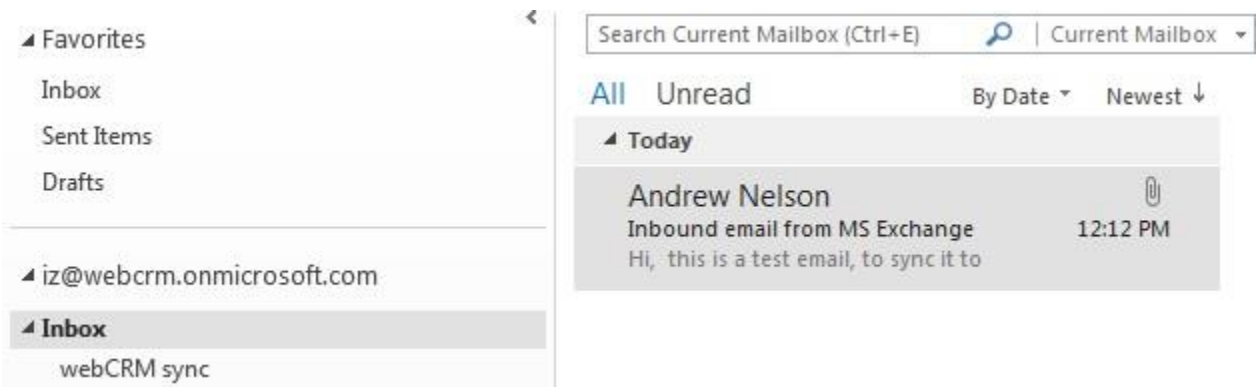 Favorites
Inbox
Sent Items
Drafts
iz@webcrm.onmicrosoft.com
Inbox
webCRM sync
Search Current Mailbox (Ctrl+E) Current Mailbox
All Unread By Date Newest
Today
Andrew Nelson
Inbound email from MS Exchange 12:12 PM
Hi, this is a test email, to sync it to